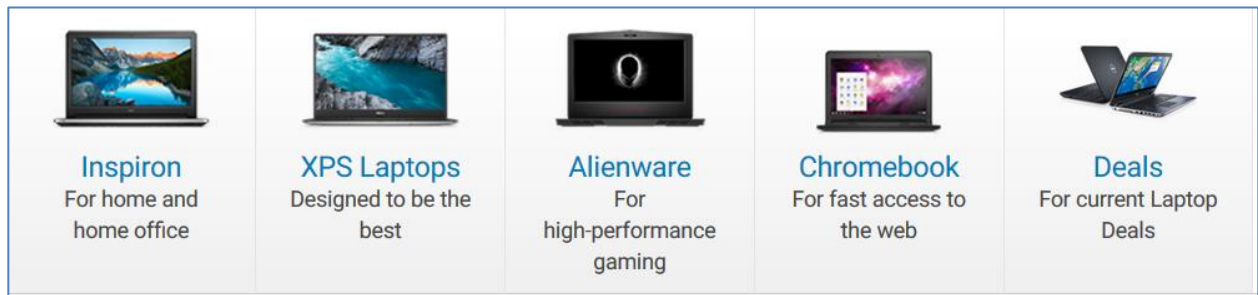 Inspiron
For home and
home office
XPS Laptops
Designed to be the
best
Alienware
For
high-performance
gaming
Chromebook
For fast access to
the web
Deals
For current Laptop
Deals